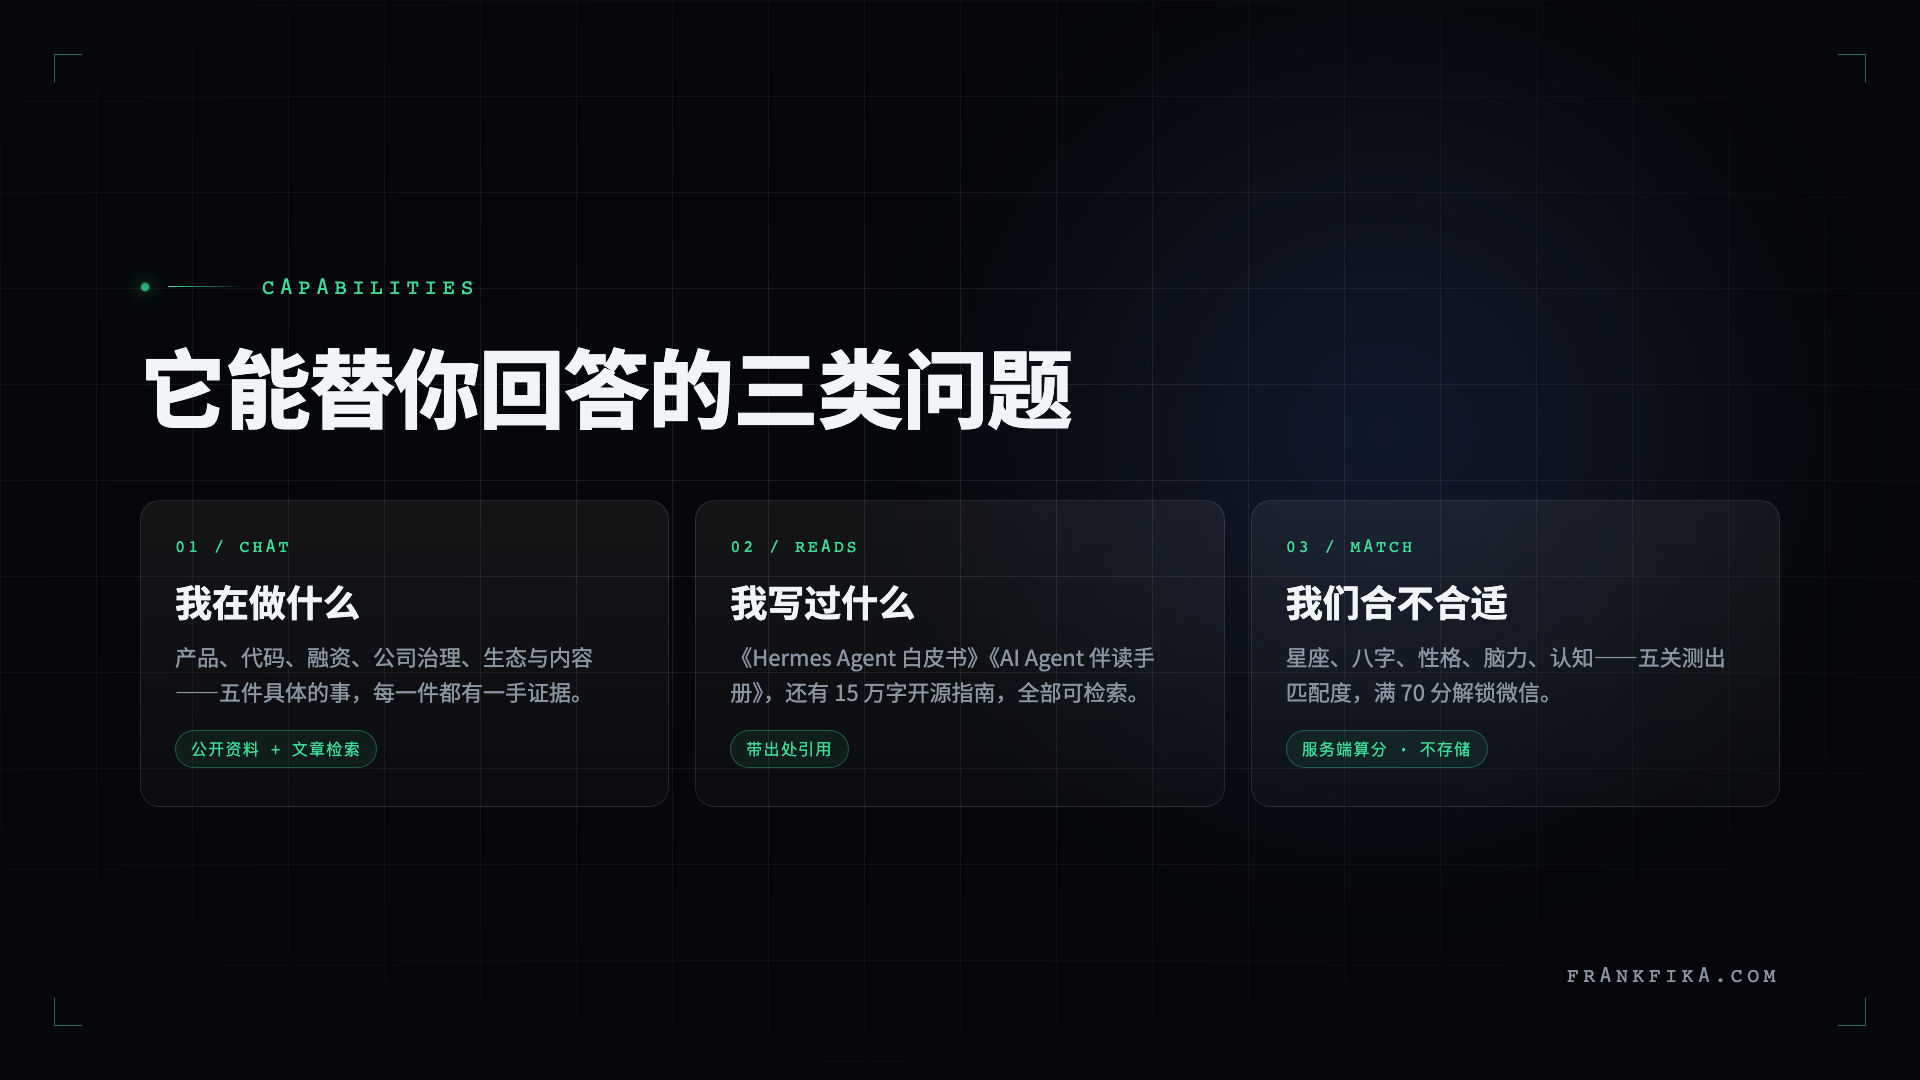 CAPABILITIES
它能替你回答的三类问题
01 / CHAT
我在做什么
产品、代码、融资、公司治理、生态与内容
——五件具体的事，每一件都有一手证据。
公开资料 + 文章检索
02 / READS
我写过什么
《Hermes Agent 白皮书》《AI Agent 伴读手
册》，还有 15 万字开源指南，全部可检索。
带出处引用
03 / MATCH
我们合不合适
星座、八字、性格、脑力、认知——五关测出
匹配度，满 70 分解锁微信。
服务端算分 · 不存储
FRANKFIKA.COM